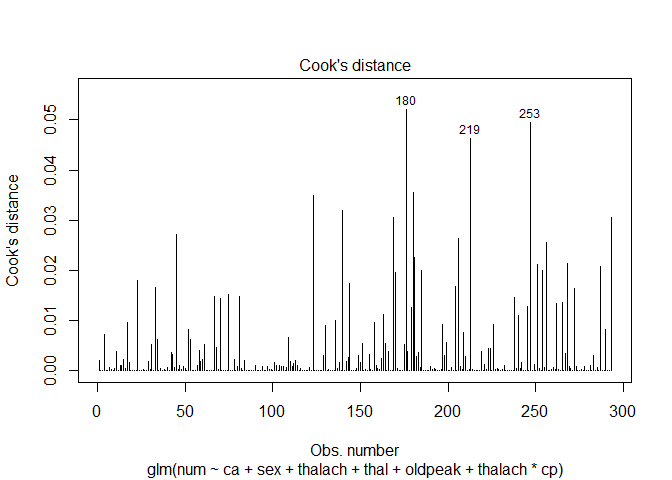 Cook's distance
Cook's distance
0.05
0.04
0.03
0.02
0.01
0.00
180
219
253
0 50 100 150 200 250 300
Obs. number
glm(num ~ ca + sex + thalach + thal + oldpeak + thalach * cp)